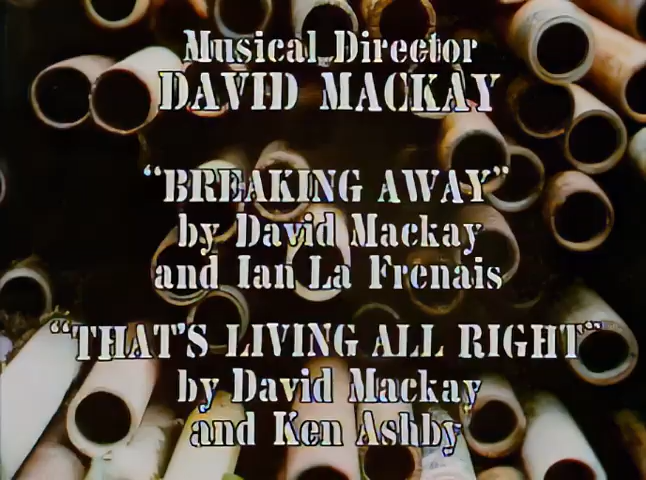 Musical Director
DAVID MACKAY
"BREAKING AWAY"
by David Mackay
and Ian La Frenais
"THAT'S LIVING ALL RIGHT"
by David Mackay
and Ken Ashby